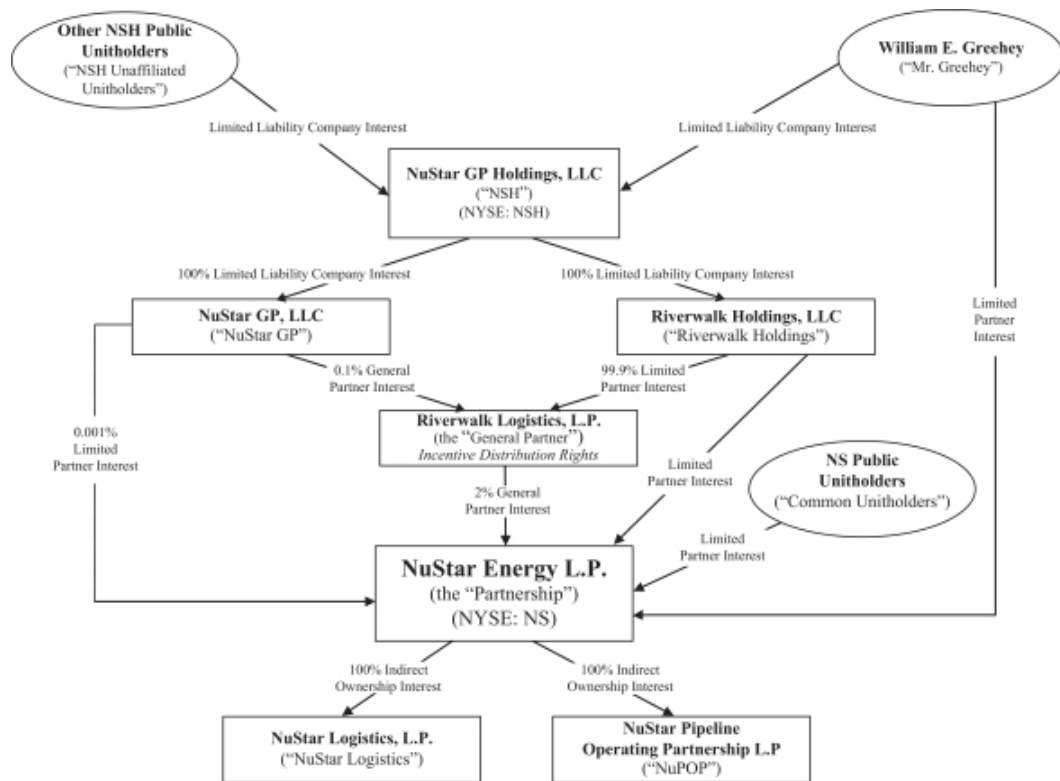 Other NSH Public
Unitholders
(“NSH Unaffiliated
Unitholders”)
William E. Greehey
(“Mr. Greehey”)
Limited Liability Company Interest
Limited Liability Company Interest
NuStar GP Holdings, LLC
(“NSH”)
(NYSE: NSH)
100% Limited Liability Company Interest
100% Limited Liability Company Interest
NuStar GP, LLC
(“NuStar GP”)
Riverwalk Holdings, LLC
(“Riverwalk Holdings”)
Limited
Partner
Interest
0.1% General
Partner Interest
99.9% Limited
Partner Interest
0.001%
Limited
Partner Interest
Riverwalk Logistics, L.P.
(the “General Partner”)
Incentive Distribution Rights
Limited
Partner Interest
NS Public
Unitholders
(“Common Unitholders”)
2% General
Partner Interest
Limited
Partner Interest
NuStar Energy L.P.
(the “Partnership”)
(NYSE: NS)
100% Indirect
Ownership Interest
100% Indirect
Ownership Interest
NuStar Logistics, L.P.
(“NuStar Logistics”)
NuStar Pipeline
Operating Partnership L.P
(“NuPOP”)